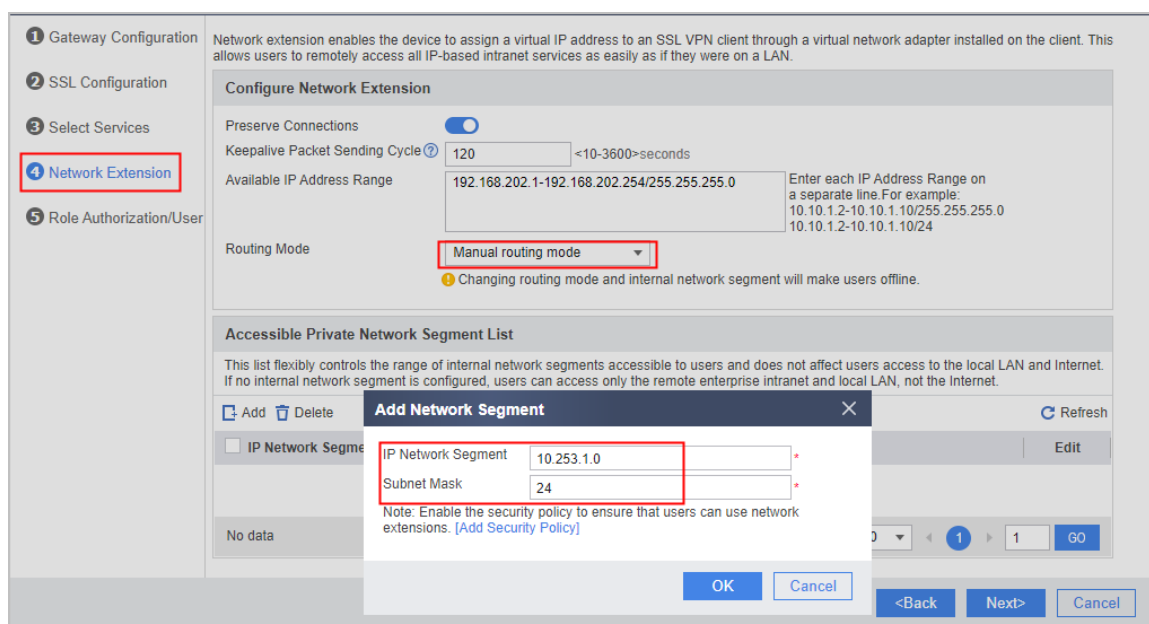 1 Gateway Configuration
2 SSL Configuration
3 Select Services
4 Network Extension
5 Role Authorization/User
Network extension enables the device to assign a virtual IP address to an SSL VPN client through a virtual network adapter installed on the client. This
allows users to remotely access all IP-based intranet services as easily as if they were on a LAN.
Configure Network Extension
Preserve Connections
Keepalive Packet Sending Cycle ? 120 <10-3600>seconds
Available IP Address Range 192.168.202.1-192.168.202.254/255.255.255.0
Enter each IP Address Range on
a separate line.For example:
10.10.1.2-10.10.1.10/255.255.255.0
10.10.1.2-10.10.1.10/24
Routing Mode Manual routing mode
! Changing routing mode and internal network segment will make users offline.
Accessible Private Network Segment List
This list flexibly controls the range of internal network segments accessible to users and does not affect users access to the local LAN and Internet.
If no internal network segment is configured, users can access only the remote enterprise intranet and local LAN, not the Internet.
Add Delete Refresh
IP Network Segme Edit
No data 0 1 1 GO
Add Network Segment
IP Network Segment 10.253.1.0 *
Subnet Mask 24 *
Note: Enable the security policy to ensure that users can use network
extensions. [Add Security Policy]
OK Cancel
<Back Next> Cancel